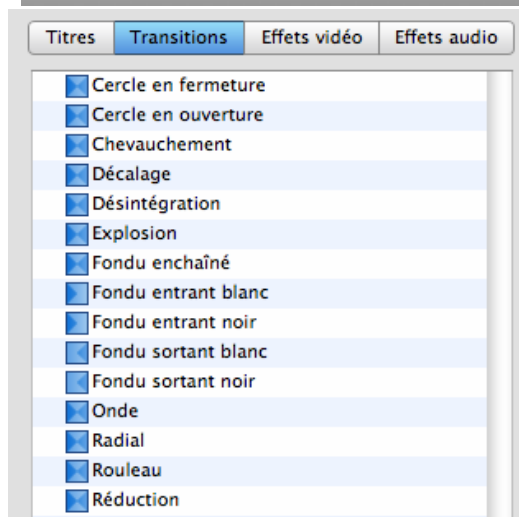 Titres Transitions Effets vidéo Effets audio
Cercle en fermeture
Cercle en ouverture
Chevauchement
Décalage
Désintégration
Explosion
Fondu enchaîné
Fondu entrant blanc
Fondu entrant noir
Fondu sortant blanc
Fondu sortant noir
Onde
Radial
Rouleau
Réduction